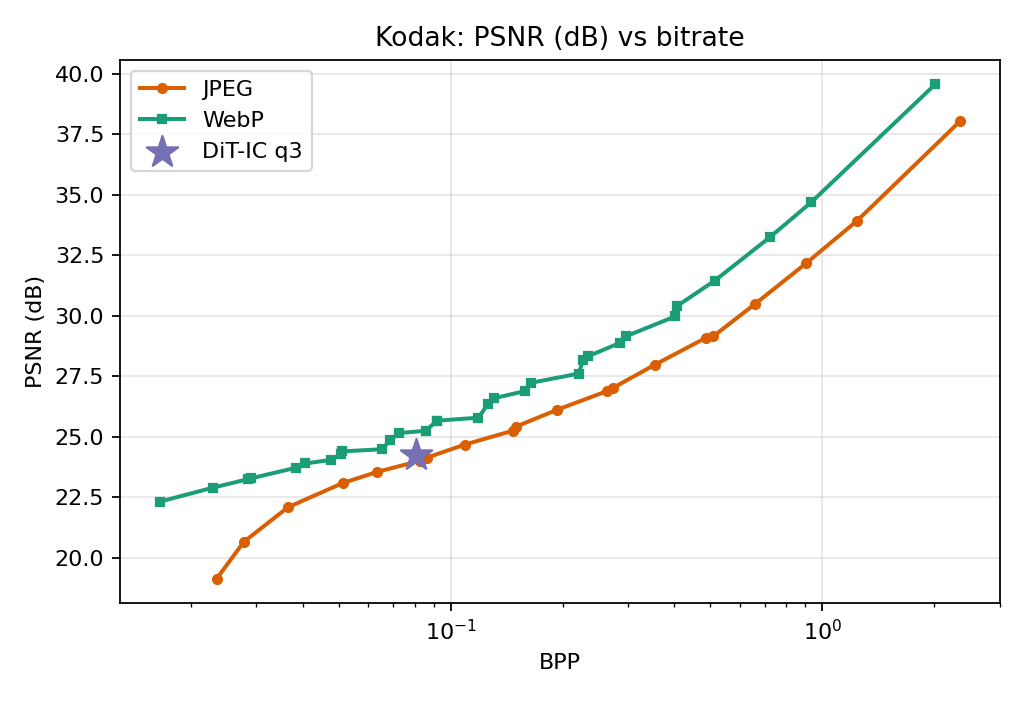 Kodak: PSNR (dB) vs bitrate
JPEG
WebP
DiT-IC q3
PSNR (dB)
40.0
37.5
35.0
32.5
30.0
27.5
25.0
22.5
20.0
10⁻¹
10⁰
BPP